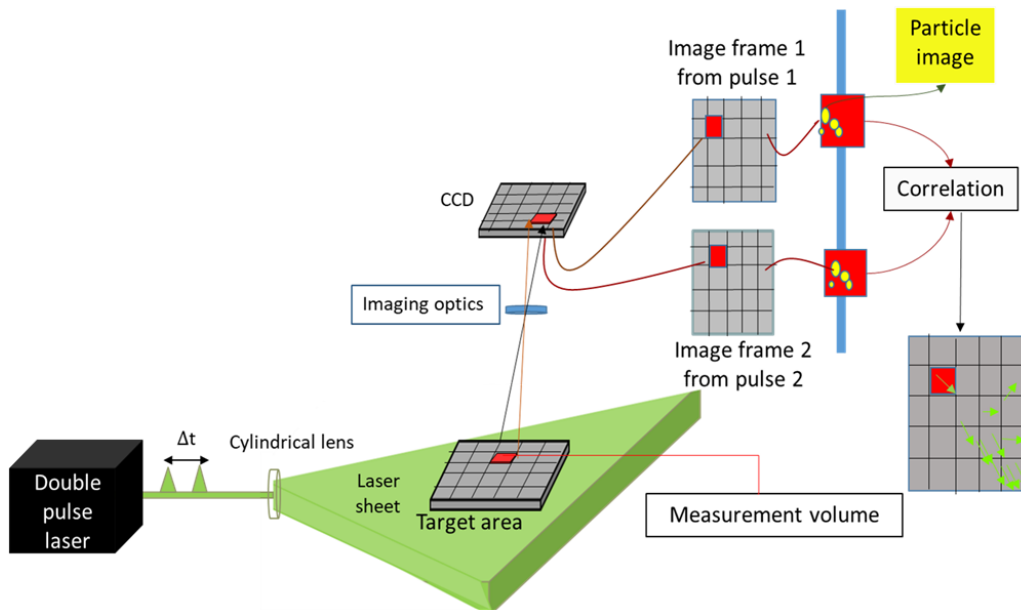 Particle
image
Image frame 1
from pulse 1
CCD
Correlation
Imaging optics
Image frame 2
from pulse 2
Δt
Cylindrical lens
Double
pulse
laser
Laser
sheet
Target area
Measurement volume